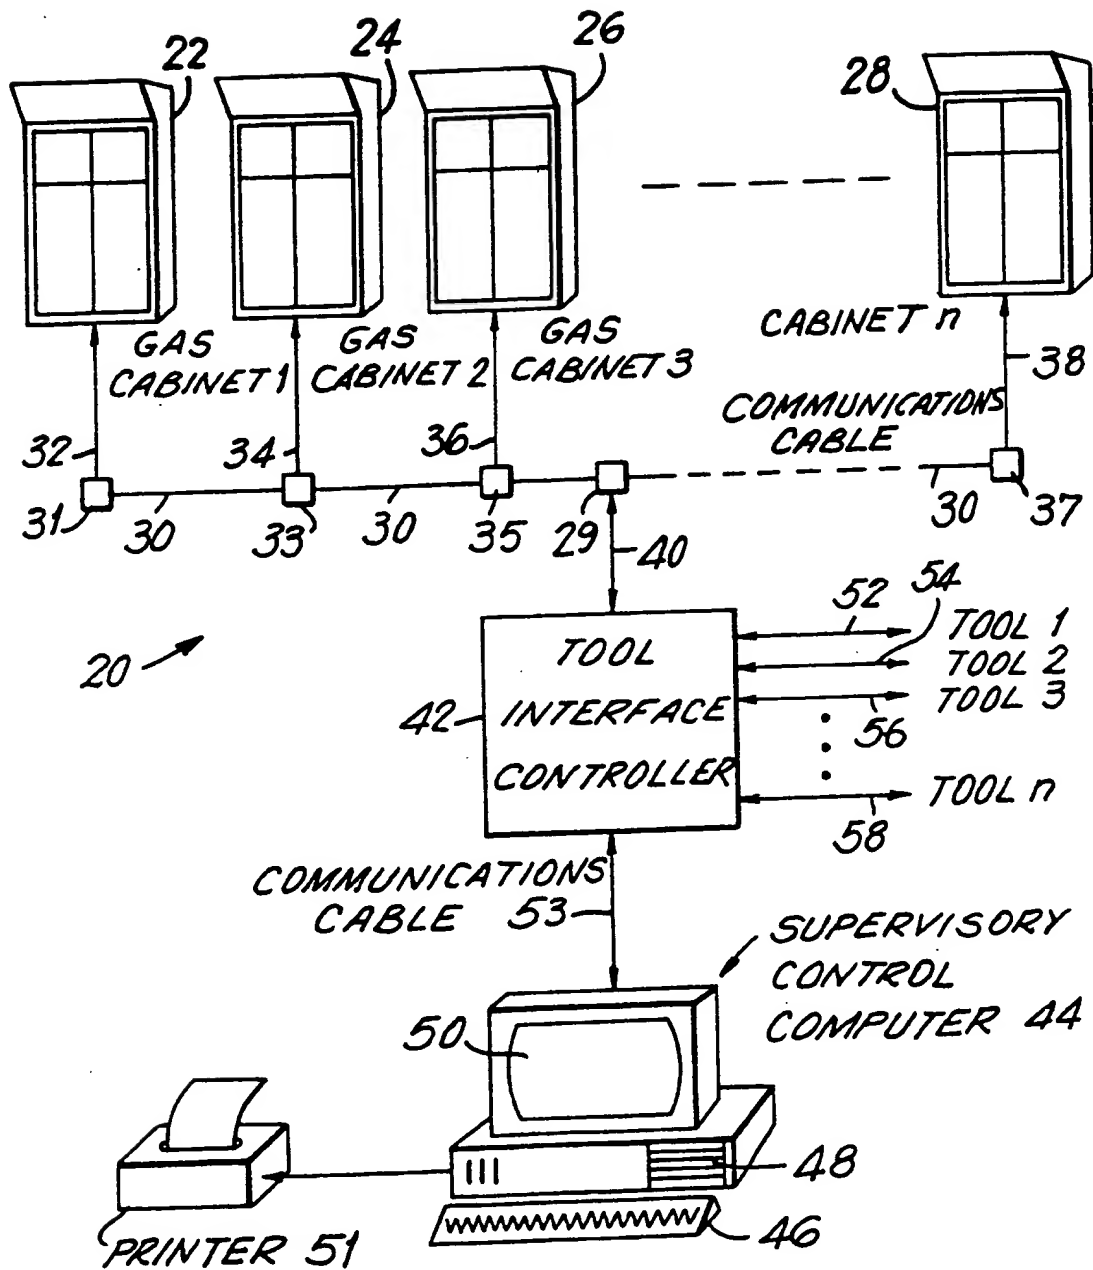 22
24
26
28
GAS
CABINET 1
GAS
CABINET 2
GAS
CABINET 3
CABINET n
38
COMMUNICATIONS
CABLE
32
34
36
31
30
33
30
35
29
40
30
37
20
42
TOOL
INTERFACE
CONTROLLER
52
54
TOOL 1
TOOL 2
TOOL 3
56
TOOL n
58
COMMUNICATIONS
CABLE 53
SUPERVISORY
CONTROL
COMPUTER 44
50
48
46
PRINTER 51